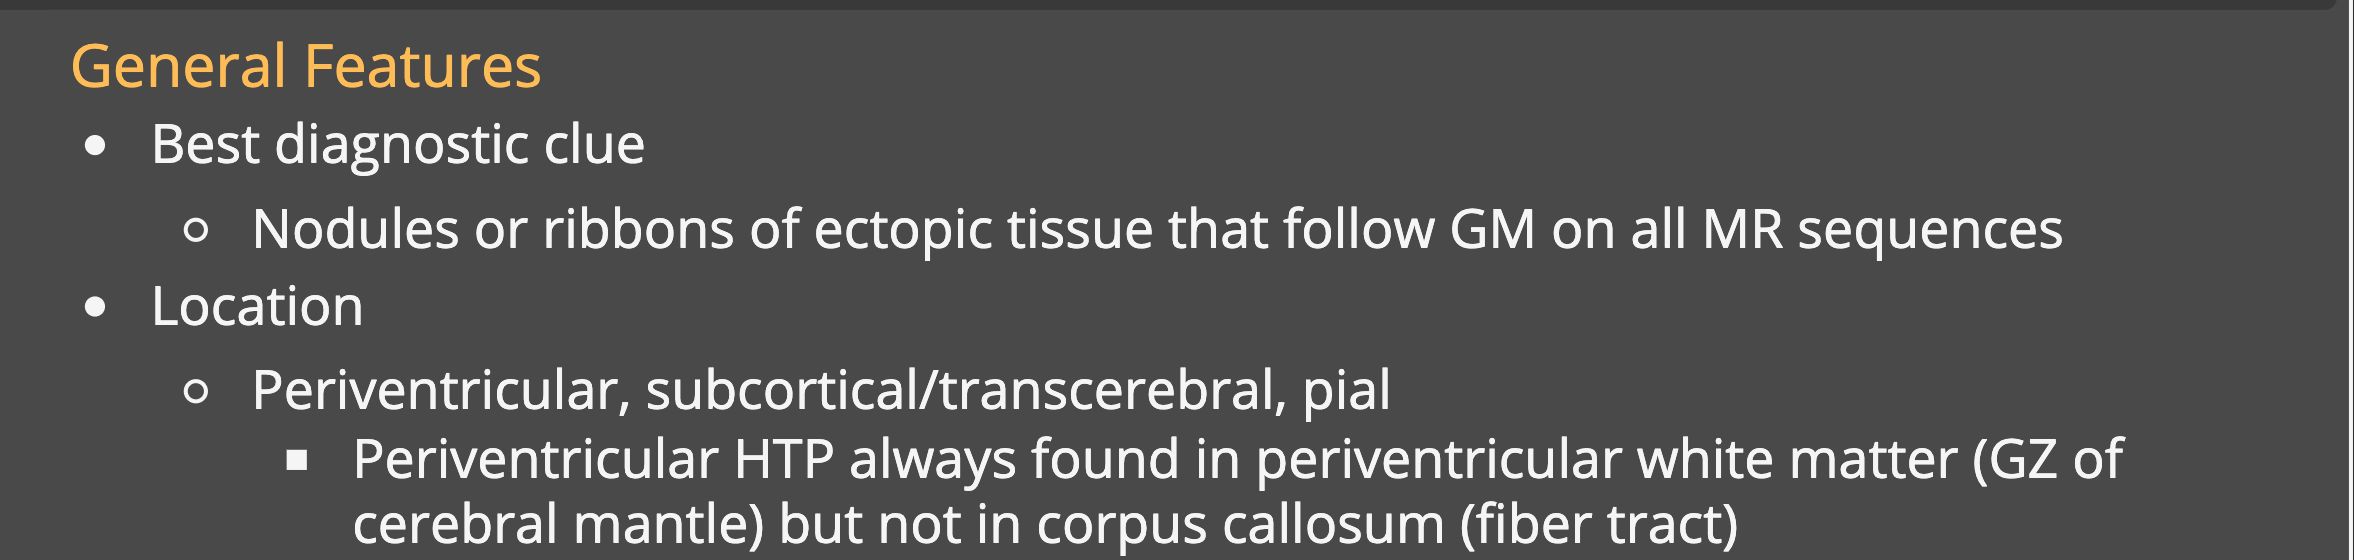 General Features
● Best diagnostic clue
○ Nodules or ribbons of ectopic tissue that follow GM on all MR sequences
● Location
○ Periventricular, subcortical/transcerebral, pial
■ Periventricular HTP always found in periventricular white matter (GZ of
cerebral mantle) but not in corpus callosum (fiber tract)